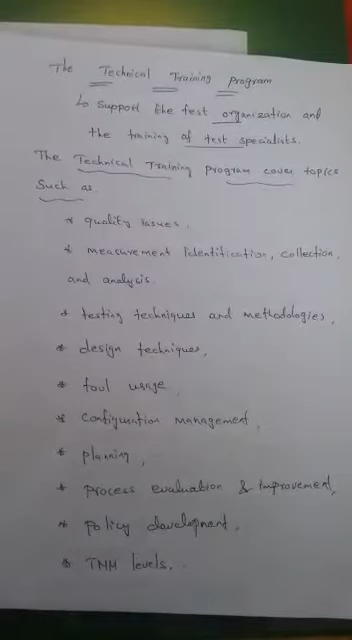 The Technical Training Program
to support the test organization and
the training of test specialists.
The Technical Training program cover topics
Such as
* quality issues,
* measurement identification, collection,
and analysis.
* testing techniques and methodologies,
* design techniques,
* tool usage,
* configuration management,
* planning,
* process evaluation & improvement,
* policy development,
* TMM levels.